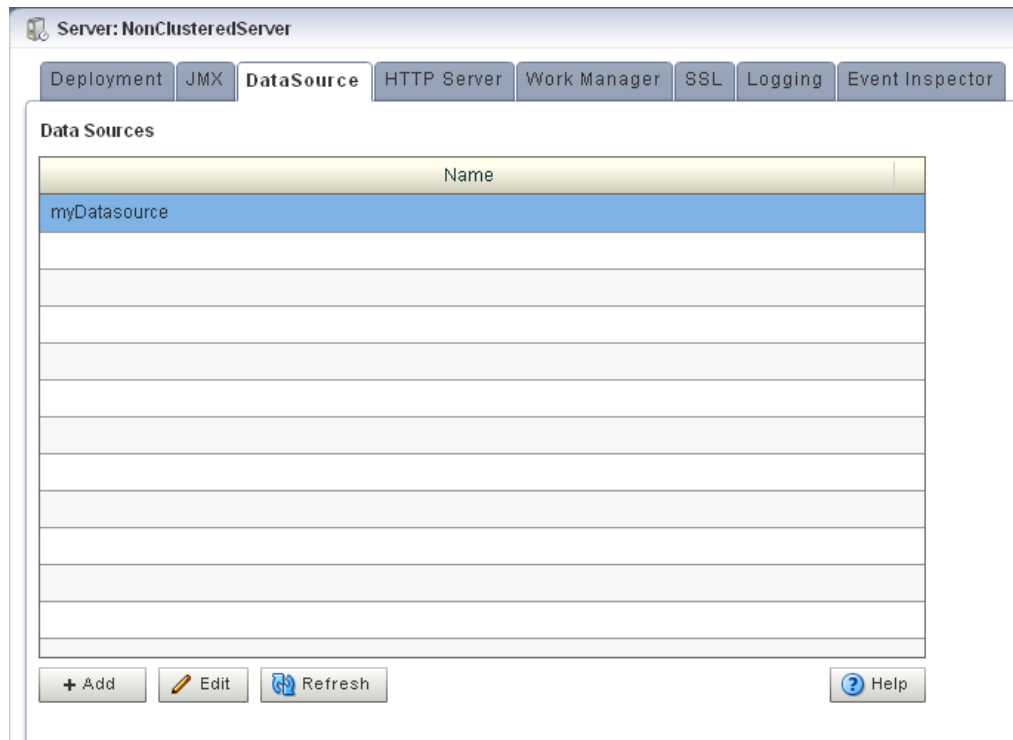 Server: NonClusteredServer
Deployment JMX DataSource HTTP Server Work Manager SSL Logging Event Inspector
Data Sources
Name
myDatasource
+ Add Edit Refresh ? Help